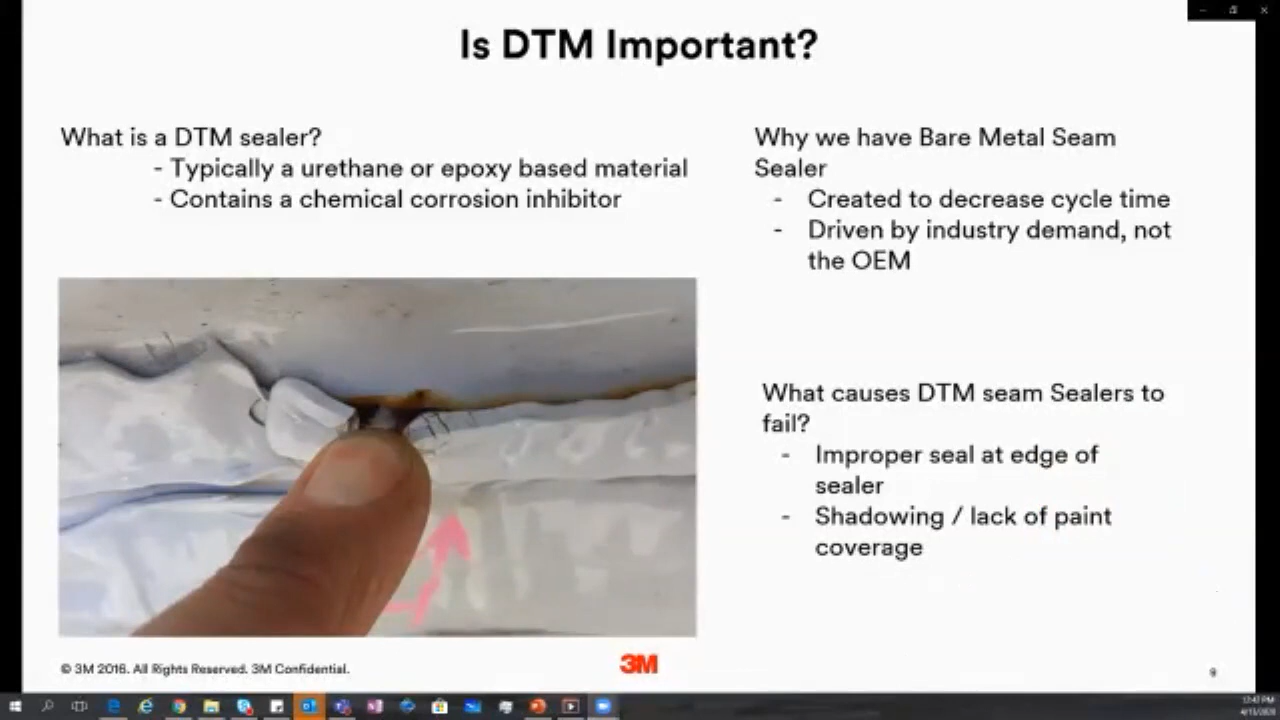 Is DTM Important?
What is a DTM sealer?
- Typically a urethane or epoxy based material
- Contains a chemical corrosion inhibitor
Why we have Bare Metal Seam
Sealer
- Created to decrease cycle time
- Driven by industry demand, not
the OEM
What causes DTM seam Sealers to
fail?
- Improper seal at edge of
sealer
- Shadowing / lack of paint
coverage
© 3M 2016. All Rights Reserved. 3M Confidential.
3M
9